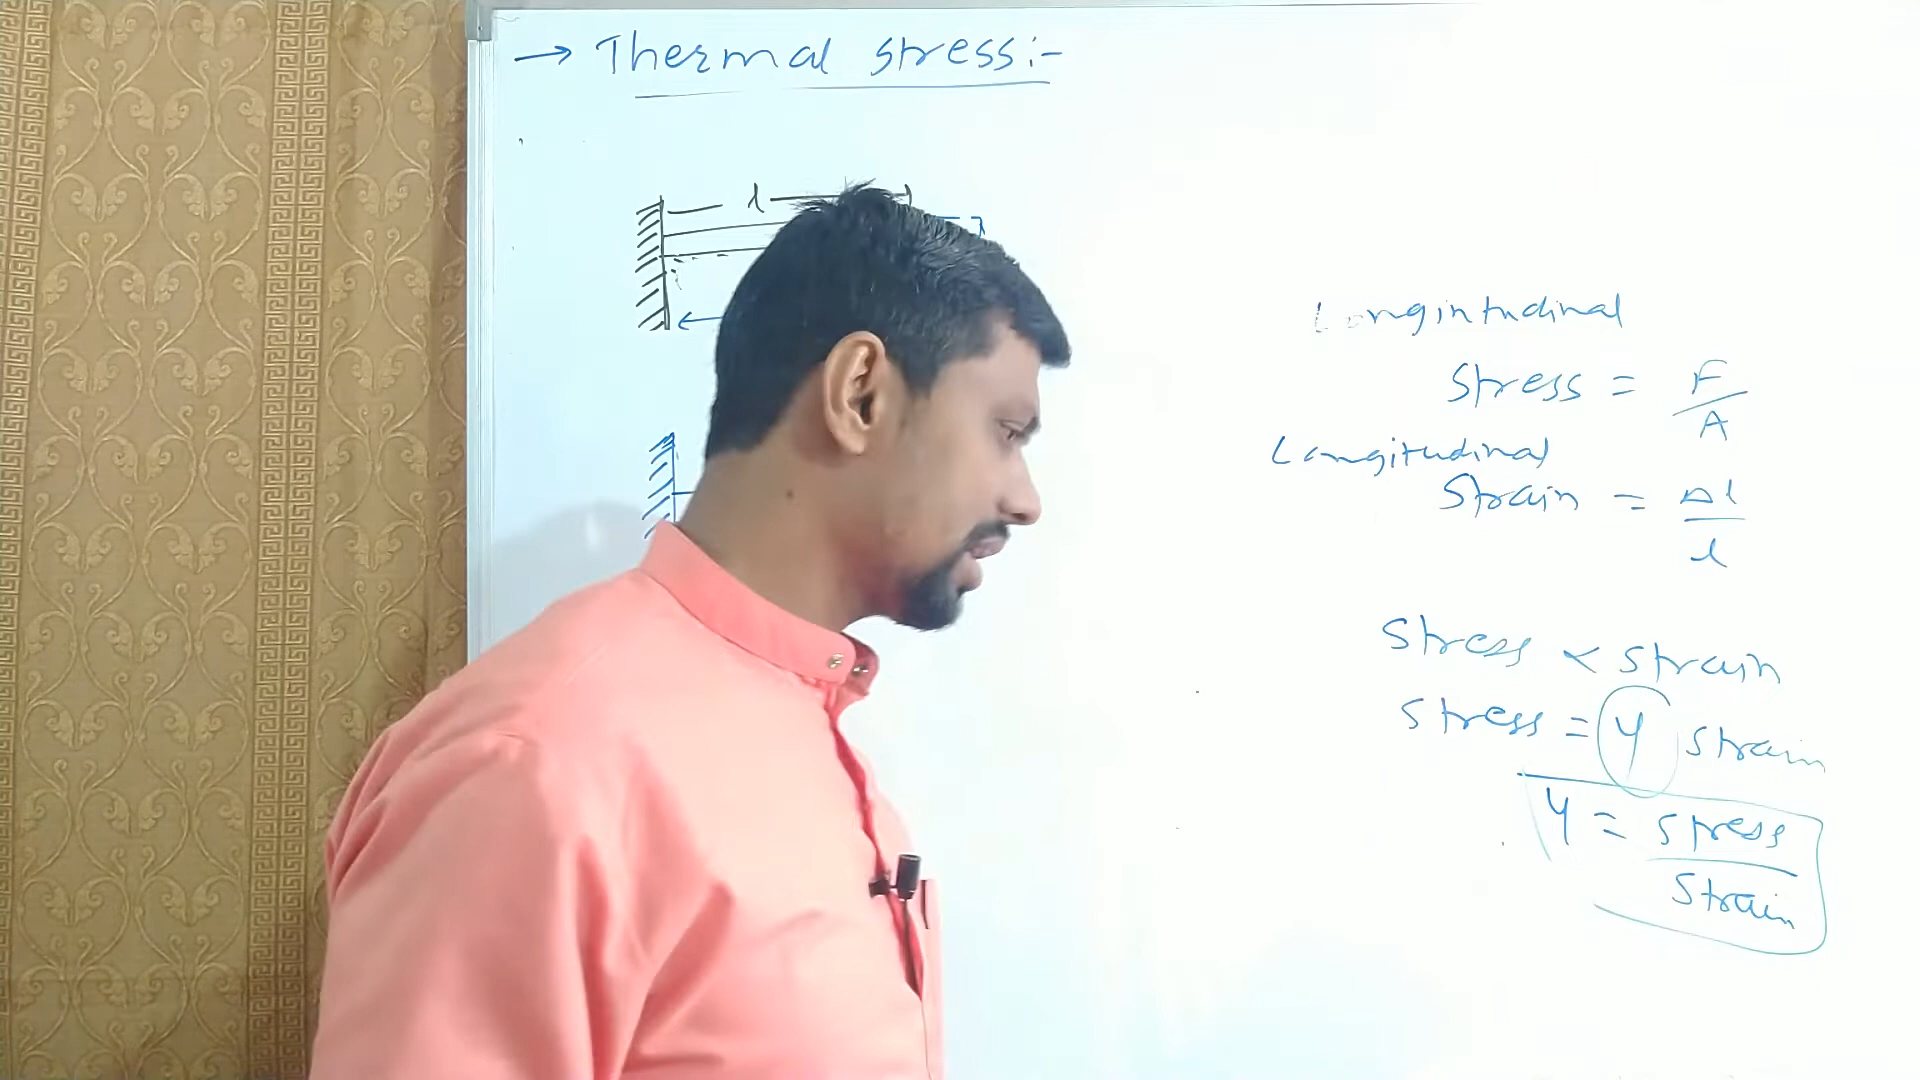 → Thermal stress:-
l
Longintudinal
Stress = F/A
Longitudinal
Strain = Δl/l
Stress ∝ Strain
Stress = Y Strain
Y = Stress/Strain